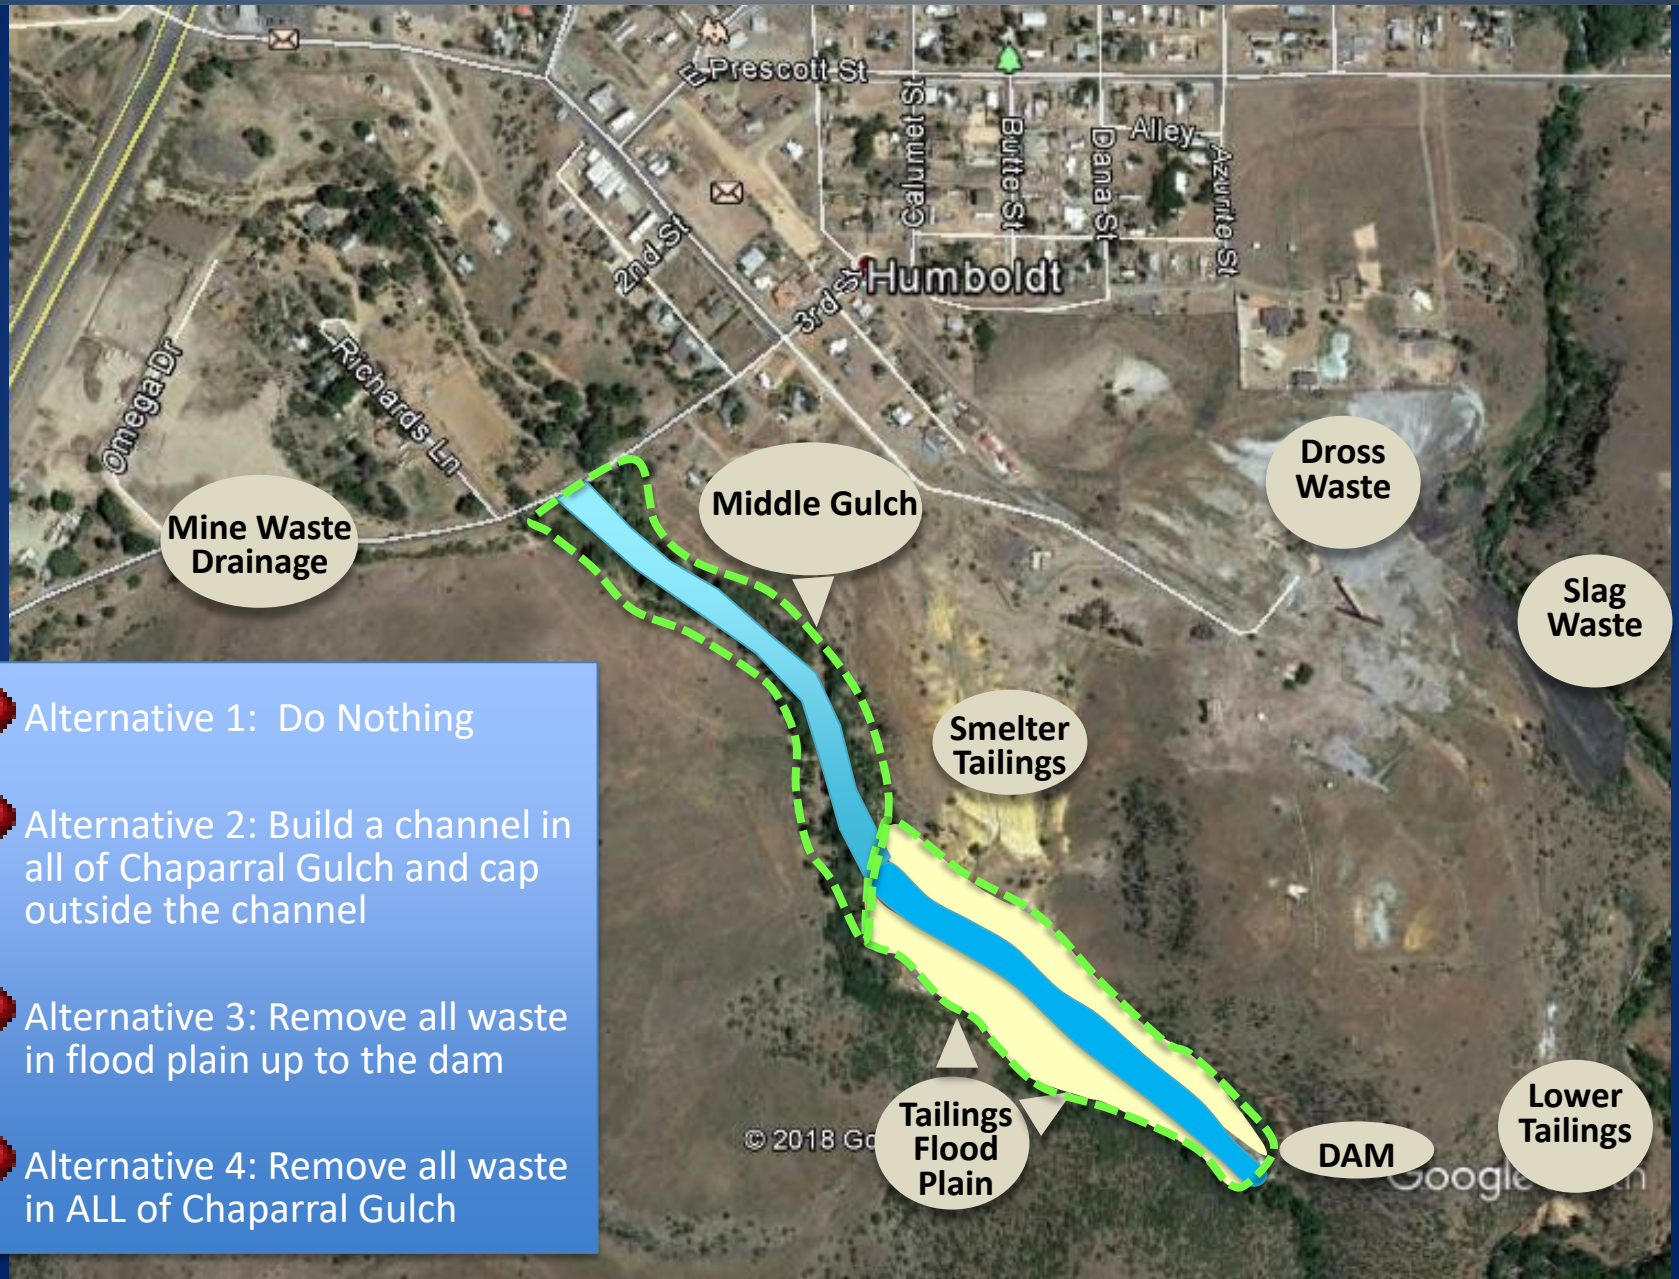 E Prescott St
Calumet St
Butte St
Dana St
Alley
Azurite St
2nd St
3rd St
Humboldt
Omega Dr
Richards Ln
Mine Waste
Drainage
Middle Gulch
Dross
Waste
Slag
Waste
Smelter
Tailings
Alternative 1:  Do Nothing
Alternative 2: Build a channel in
all of Chaparral Gulch and cap
outside the channel
Alternative 3: Remove all waste
in flood plain up to the dam
Alternative 4: Remove all waste
in ALL of Chaparral Gulch
Tailings
Flood
Plain
DAM
Lower
Tailings
© 2018 Go
Google